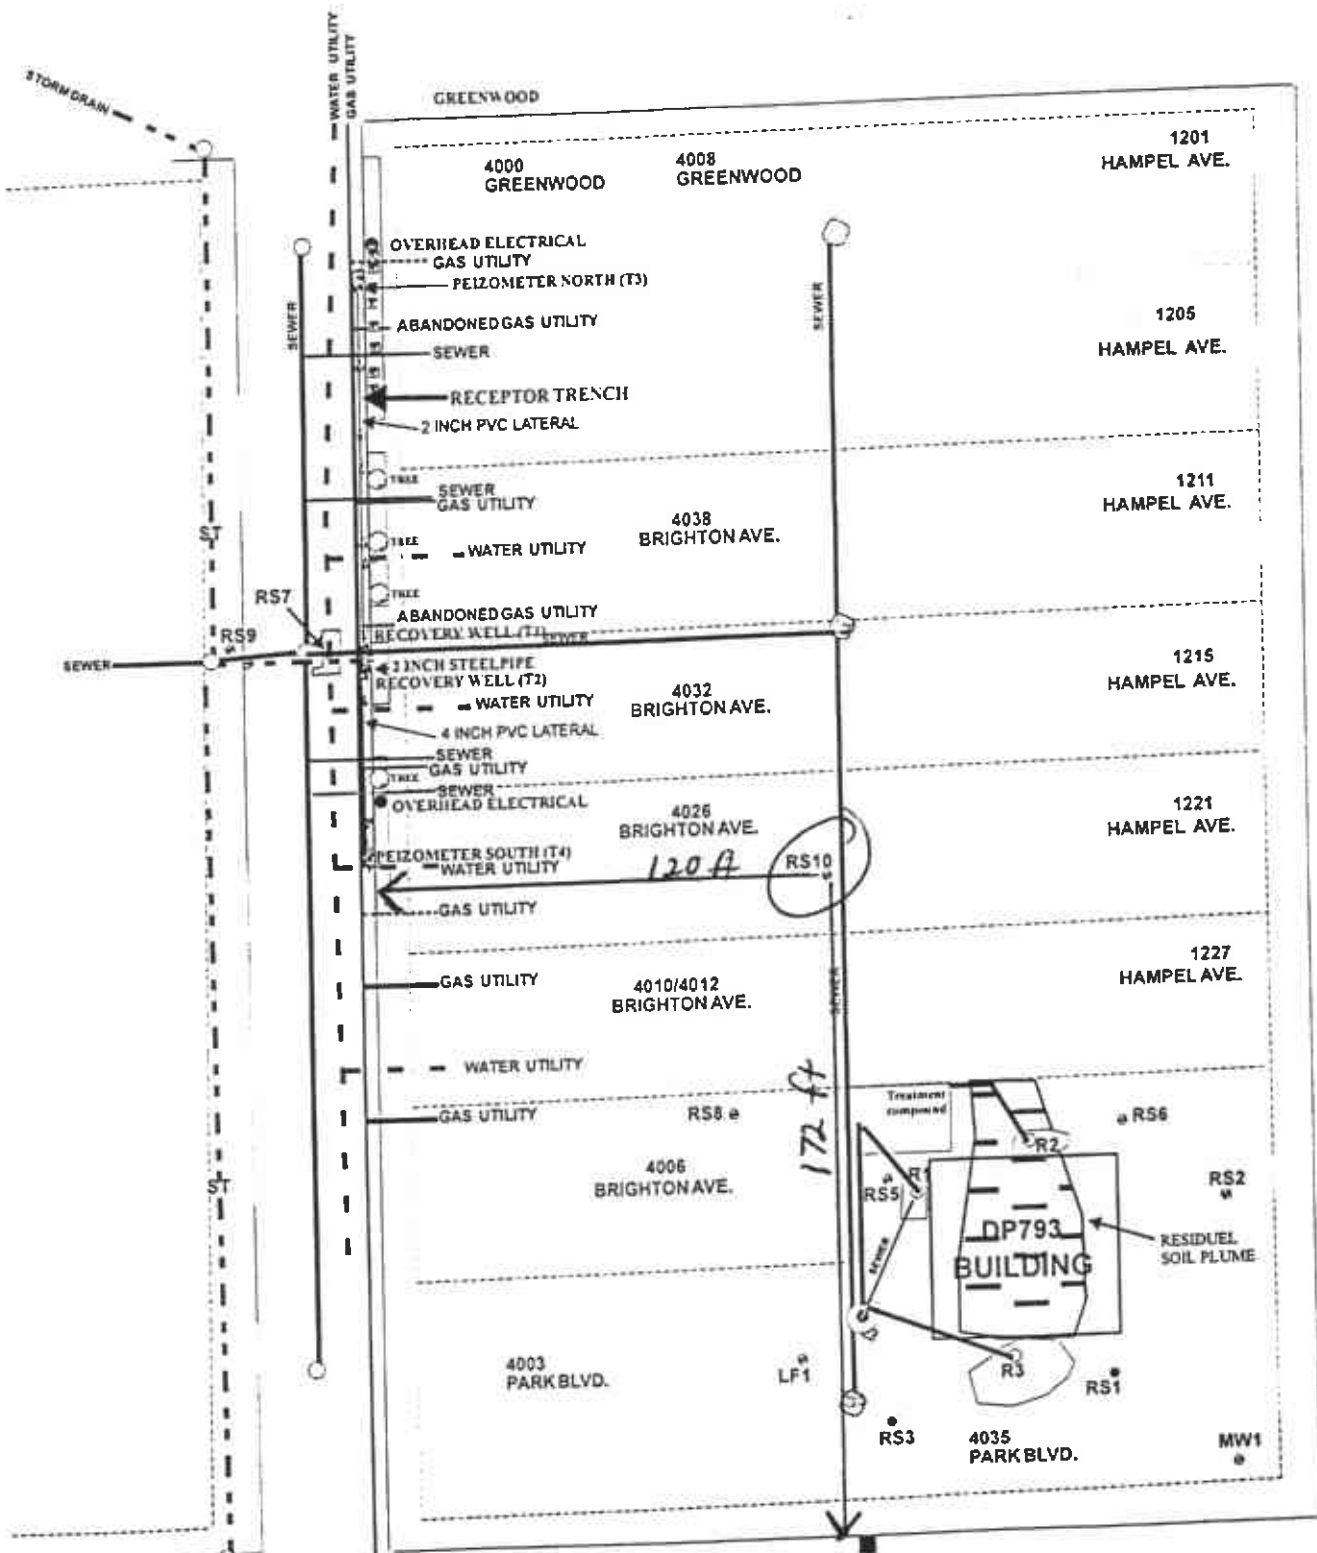 STORM DRAIN
WATER UTILITY
GAS UTILITY
GREENWOOD
4000
GREENWOOD
4008
GREENWOOD
1201
HAMPEL AVE.
OVERHEAD ELECTRICAL
GAS UTILITY
PEIZOMETER NORTH (T3)
SEWER
SEWER
ABANDONED GAS UTILITY
SEWER
1205
HAMPEL AVE.
RECEPTOR TRENCH
2 INCH PVC LATERAL
TREE
SEWER
GAS UTILITY
1211
HAMPEL AVE.
4038
BRIGHTON AVE.
ST
TREE
WATER UTILITY
TREE
RS7
ABANDONED GAS UTILITY
RS9
RECOVERY WELL (T1)
SEWER
SEWER
2 INCH STEELPIPE
RECOVERY WELL (T2)
1215
HAMPEL AVE.
WATER UTILITY
4032
BRIGHTON AVE.
4 INCH PVC LATERAL
SEWER
GAS UTILITY
TREE
SEWER
OVERHEAD ELECTRICAL
4026
BRIGHTON AVE.
1221
HAMPEL AVE.
PEIZOMETER SOUTH (T4)
WATER UTILITY
120 ft
RS10
GAS UTILITY
1227
HAMPEL AVE.
GAS UTILITY
4010/4012
BRIGHTON AVE.
SEWER
WATER UTILITY
172 ft
GAS UTILITY
RS8
Treatment
compound
RS6
R2
4006
BRIGHTON AVE.
ST
RS5
R1
RS2
SEWER
DP793
BUILDING
RESIDUEL
SOIL PLUME
4003
PARK BLVD.
LF1
R3
RS1
RS3
4035
PARK BLVD.
MW1